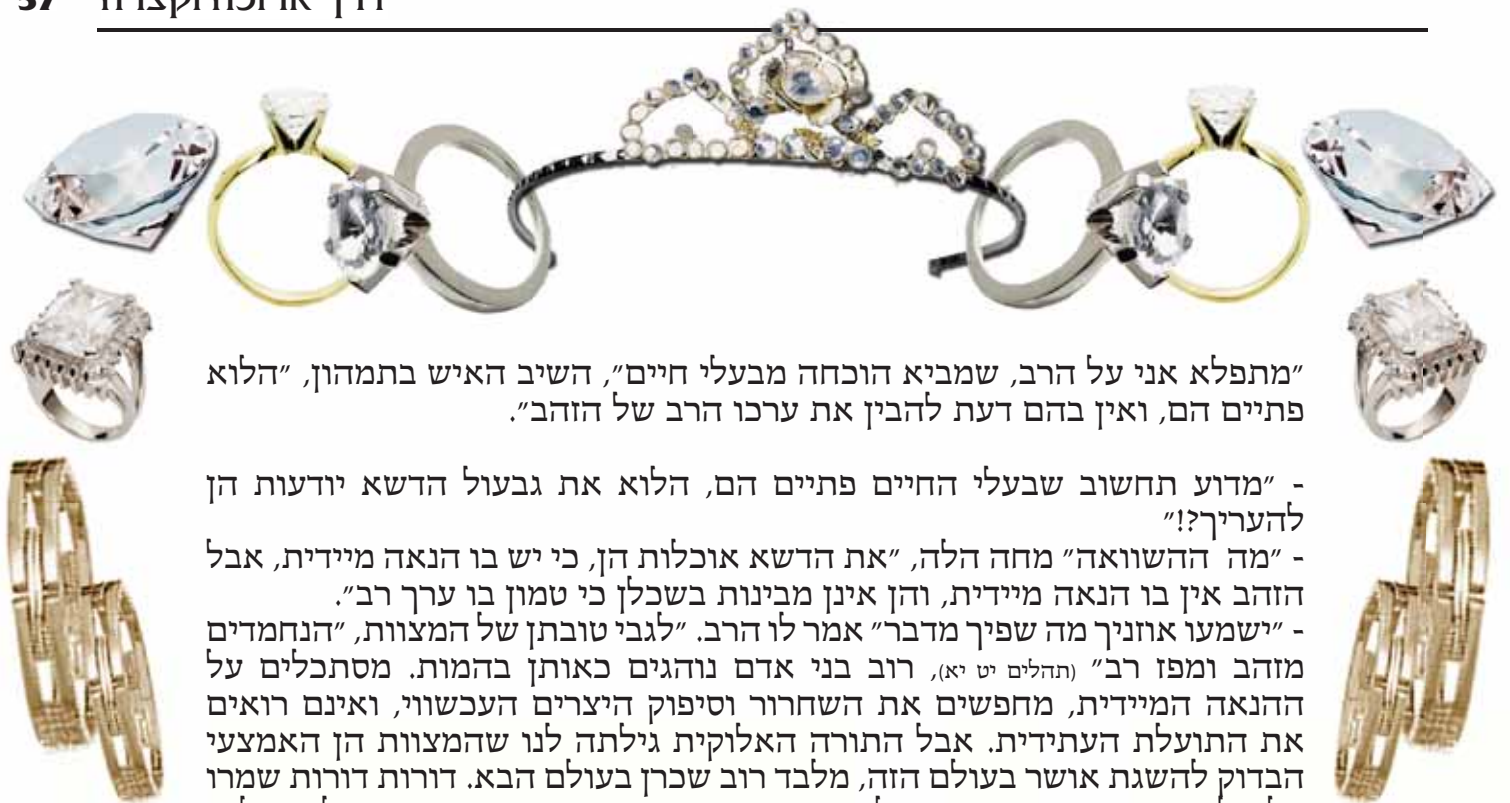 37
"מתפלא אני על הרב, שמביא הוכחה מבעלי חיים", השיב האיש בתמהון, "הלוא
פתיים הם, ואין בהם דעת להבין את ערכו הרב של הזהב".
- "מדוע תחשוב שבעלי החיים פתיים הם, הלוא את גבעול הדשא יודעות הן
להעריך?!"
- "מה ההשוואה" מחה הלה, "את הדשא אוכלות הן, כי יש בו הנאה מיידית, אבל
הזהב אין בו הנאה מיידית, והן אינן מבינות בשכלן כי טמון בו ערך רב".
- "ישמעו אוזניך מה שפיך מדבר" אמר לו הרב. "לגבי טובתן של המצוות, "הנחמדים
מזהב ומפז רב" (תהלים יט יא), רוב בני אדם נוהגים כאותן בהמות. מסתכלים על
ההנאה המיידית, מחפשים את השחרור וסיפוק היצרים העכשווי, ואינם רואים
את התועלת העתידית. אבל התורה האלוקית גילתה לנו שהמצוות הן האמצעי
הבדוק להשגת אושר בעולם הזה, מלבד רוב שכרן בעולם הבא. דורות דורות שמרו